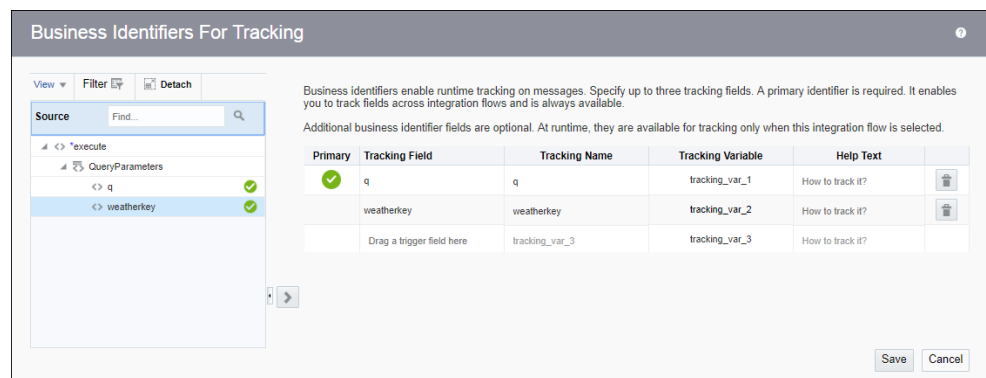 Business Identifiers For Tracking
?
View Filter Detach
Source Find...
*execute
QueryParameters
<> q
<> weatherkey
Business identifiers enable runtime tracking on messages. Specify up to three tracking fields. A primary identifier is required. It enables
you to track fields across integration flows and is always available.
Additional business identifier fields are optional. At runtime, they are available for tracking only when this integration flow is selected.
Primary Tracking Field Tracking Name Tracking Variable Help Text
q q tracking_var_1 How to track it?
weatherkey weatherkey tracking_var_2 How to track it?
Drag a trigger field here tracking_var_3 tracking_var_3 How to track it?
Save Cancel